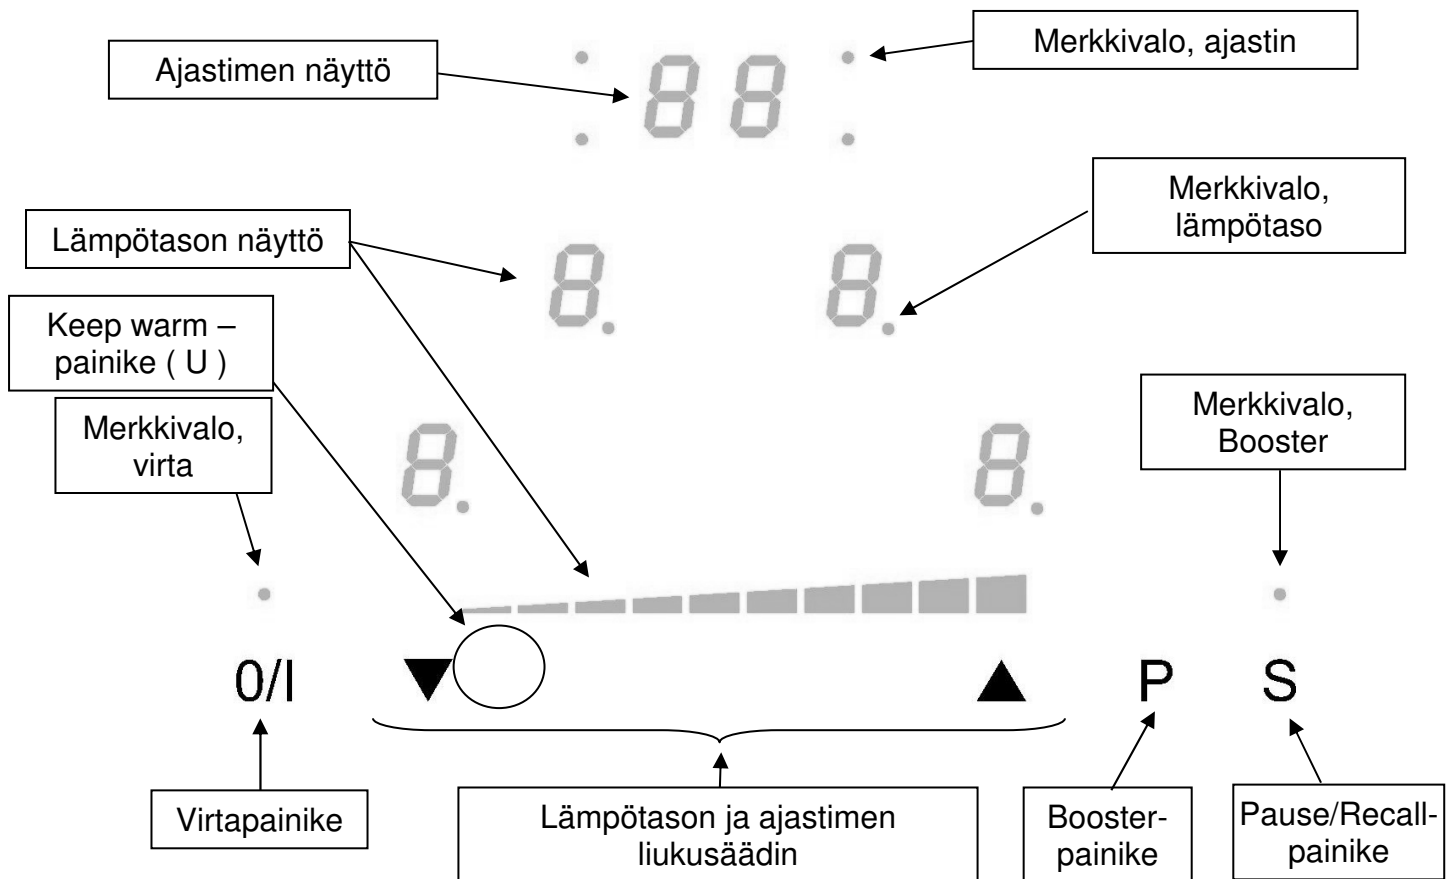 Ajastimen näyttö
Merkkivalo, ajastin
88
Merkkivalo,
lämpötaso
Lämpötason näyttö
8.
8.
Keep warm –
painike ( U )
Merkkivalo,
virta
8.
8.
Merkkivalo,
Booster
0/I
▼
▲
P
S
Virtapainike
Lämpötason ja ajastimen
liukusäädin
Booster-
painike
Pause/Recall-
painike